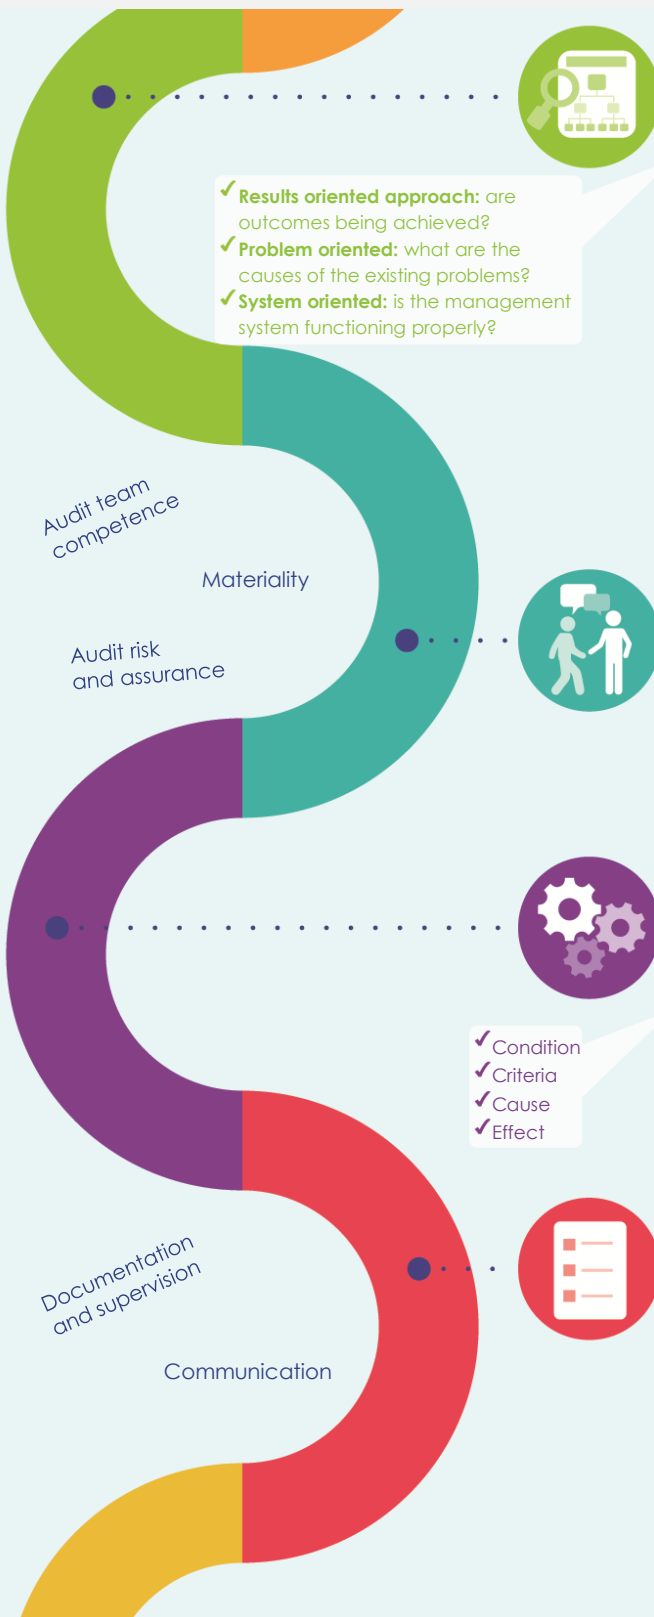 ✓Results oriented approach: are
outcomes being achieved?
✓Problem oriented: what are the
causes of the existing problems?
✓System oriented: is the management
system functioning properly?
Audit team
competence
Materiality
Audit risk
and assurance
✓Condition
✓Criteria
✓Cause
✓Effect
Documentation
and supervision
Communication